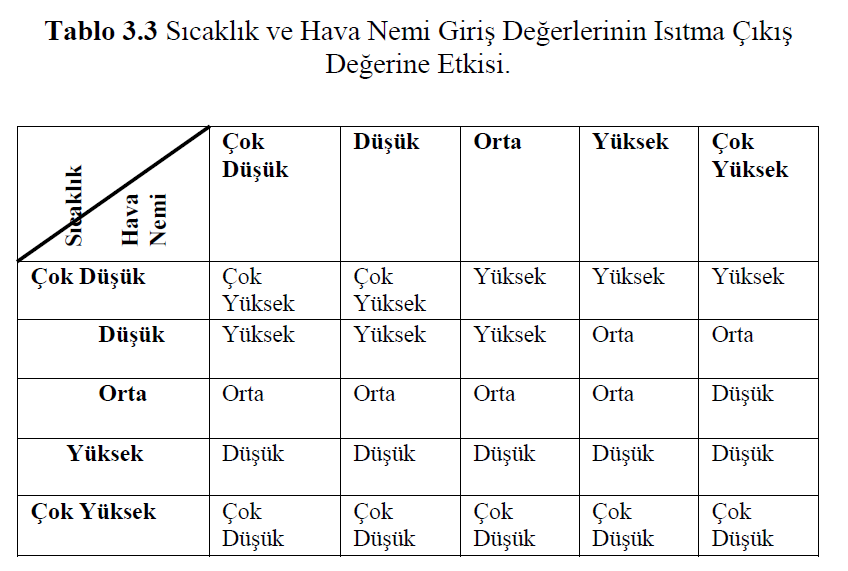 Tablo 3.3 Sıcaklık ve Hava Nemi Giriş Değerlerinin Isıtma Çıkış
Değerine Etkisi.
Sıcaklık
Hava
Nemi
Çok
Düşük
Düşük
Orta
Yüksek
Çok
Yüksek
Çok Düşük
Çok
Yüksek
Çok
Yüksek
Yüksek
Yüksek
Yüksek
Düşük
Yüksek
Yüksek
Yüksek
Orta
Orta
Orta
Orta
Orta
Orta
Orta
Düşük
Yüksek
Düşük
Düşük
Düşük
Düşük
Düşük
Çok Yüksek
Çok
Düşük
Çok
Düşük
Çok
Düşük
Çok
Düşük
Çok
Düşük